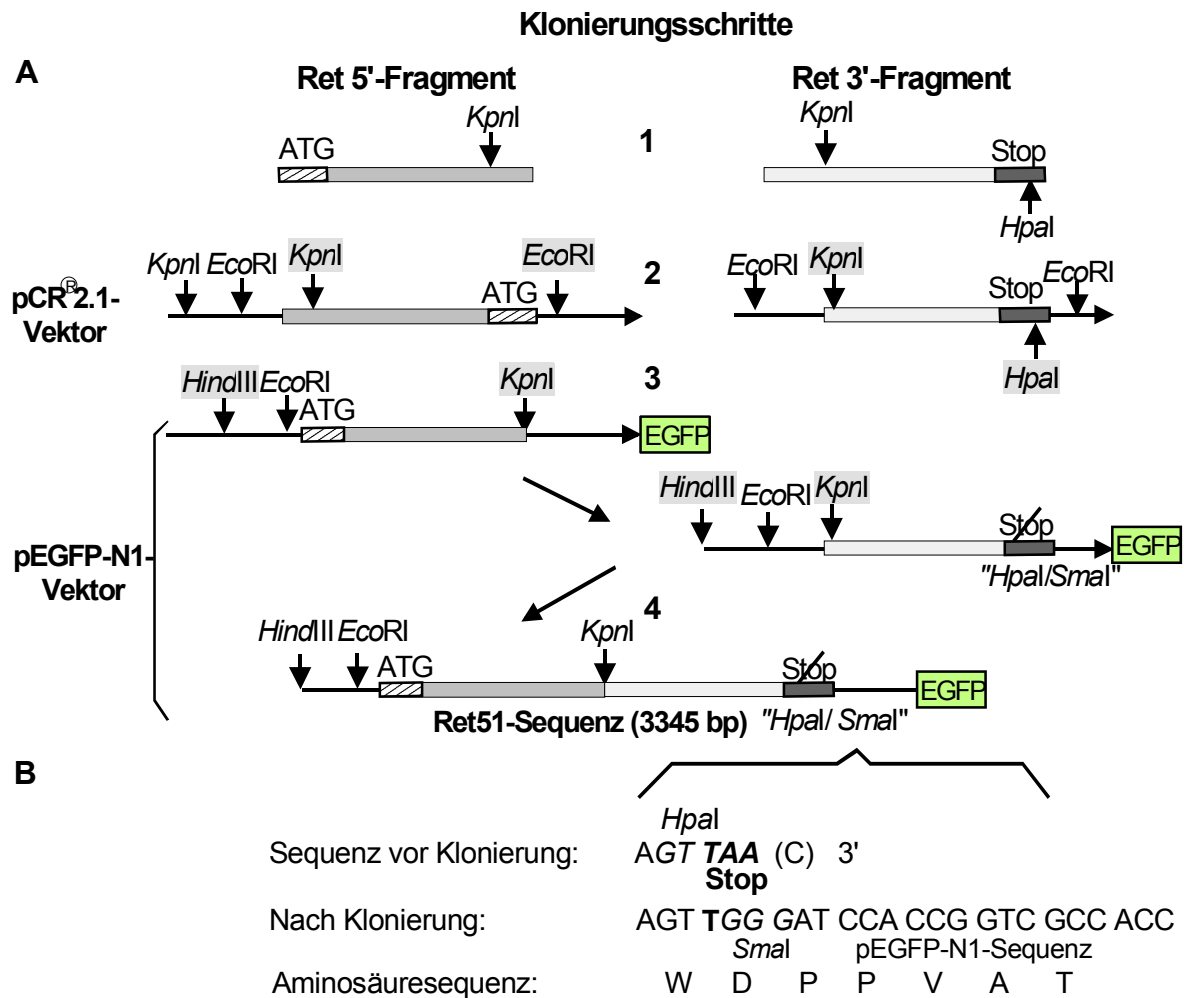 Klonierungsschritte
A
Ret 5'-Fragment
Ret 3'-Fragment
KpnI
KpnI
1
ATG
Stop
HpaI
KpnI EcoRI KpnI EcoRI
2
EcoRI KpnI EcoRI
pCR®2.1-
Vektor
ATG
Stop
HpaI
HindIII EcoRI KpnI
3
ATG
EGFP
HindIII EcoRI KpnI
Stop
EGFP
"HpaI/SmaI"
pEGFP-N1-
Vektor
4
HindIII EcoRI KpnI
ATG
Stop
EGFP
Ret51-Sequenz (3345 bp) "HpaI/ SmaI"
B
HpaI
Sequenz vor Klonierung: AGT TAA (C) 3'
Stop
Nach Klonierung: AGT TGG GAT CCA CCG GTC GCC ACC
SmaI pEGFP-N1-Sequenz
Aminosäuresequenz: W D P P V A T